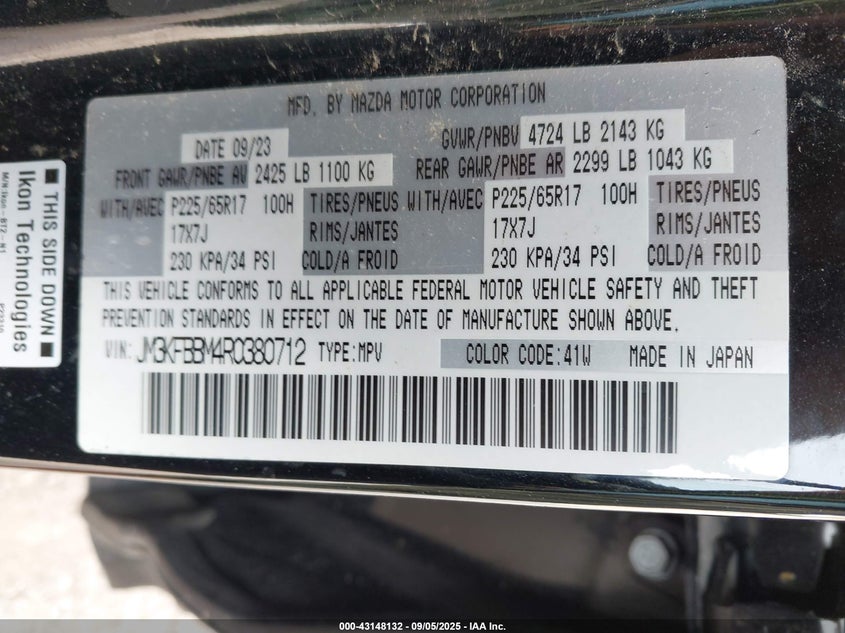 MFD. BY MAZDA MOTOR CORPORATION
DATE 09/23
GVWR/PNBV 4724 LB 2143 KG
FRONT GAWR/PNBE AV 2425 LB 1100 KG
REAR GAWR/PNBE AR 2299 LB 1043 KG
WITH/AVEC P225/65R17 100H TIRES/PNEUS
17X7J RIMS/JANTES
230 KPA/34 PSI COLD/A FROID
WITH/AVEC P225/65R17 100H TIRES/PNEUS
17X7J RIMS/JANTES
230 KPA/34 PSI COLD/A FROID
THIS VEHICLE CONFORMS TO ALL APPLICABLE FEDERAL MOTOR VEHICLE SAFETY AND THEFT
PREVENTION STANDARDS IN EFFECT ON THE DATE OF MANUFACTURE SHOWN ABOVE.
VIN: JM3KFBBM4R0380712 TYPE:MPV COLOR CODE:41W MADE IN JAPAN
THIS SIDE DOWN
Ikon Technologies
000-43148132 - 09/05/2025 - IAA Inc.